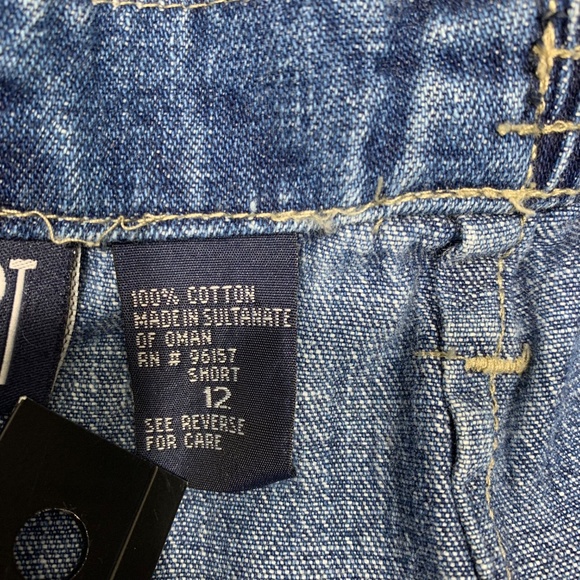 100% COTTON
MADE IN SULTANATE
OF OMAN
RN # 96157
SHORT
12
SEE REVERSE
FOR CARE